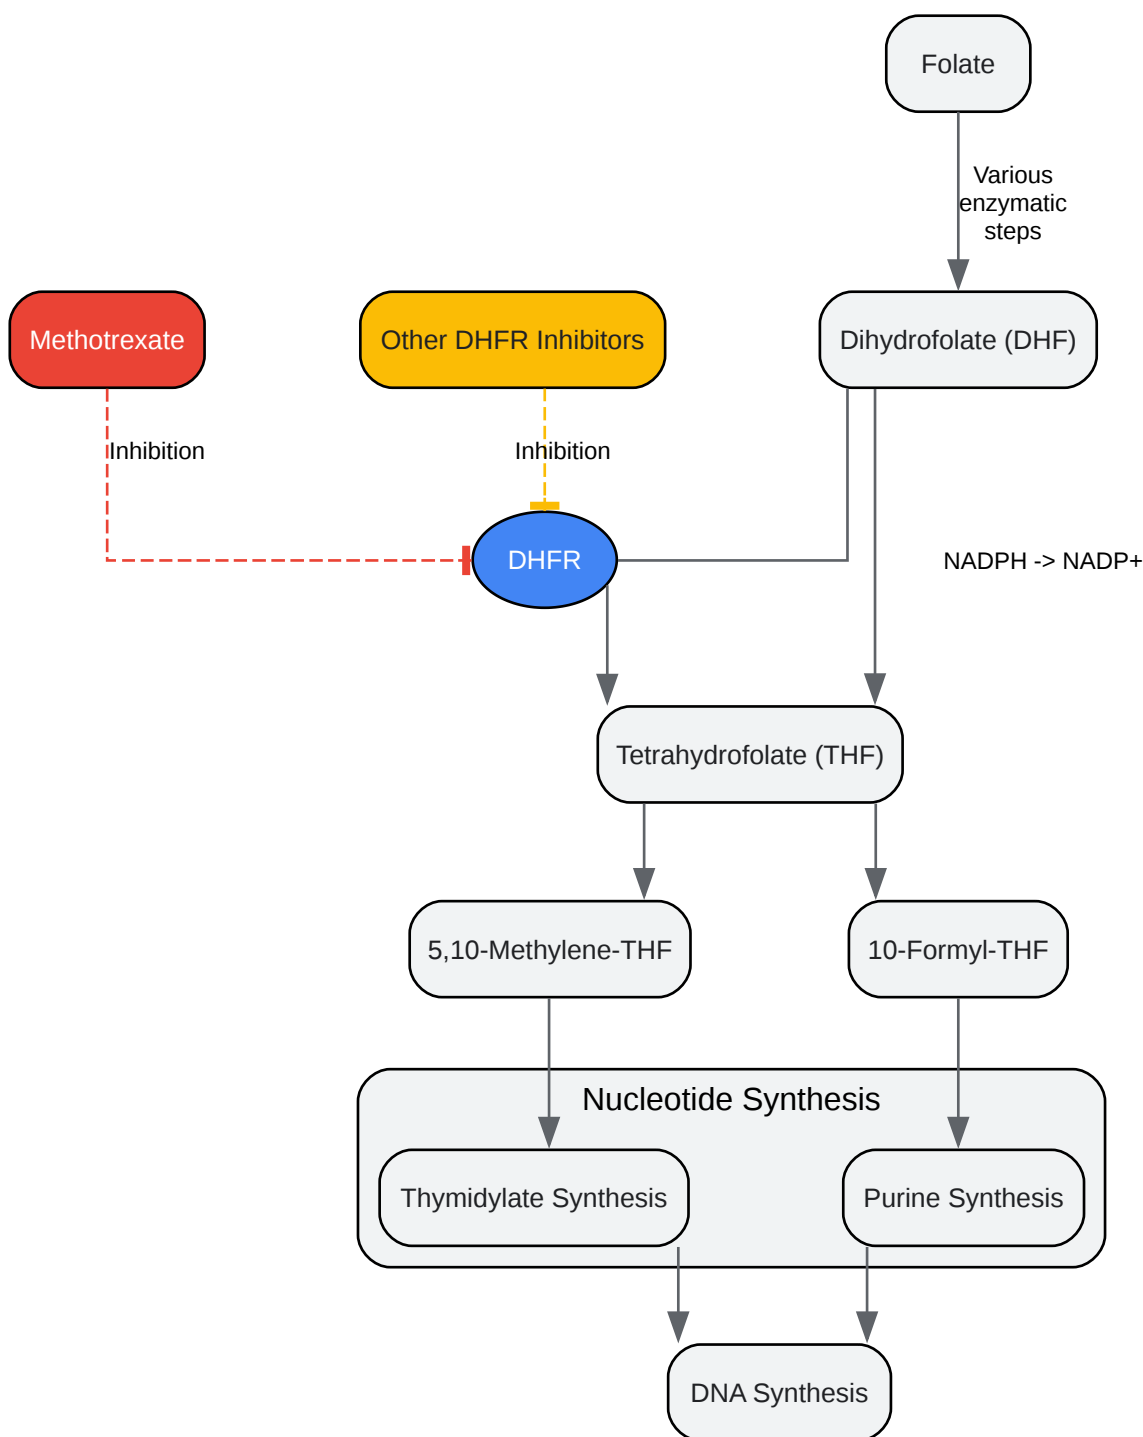 Folate
Various
enzymatic
steps
Methotrexate
Other DHFR Inhibitors
Dihydrofolate (DHF)
Inhibition
Inhibition
DHFR
NADPH -> NADP+
Tetrahydrofolate (THF)
5,10-Methylene-THF
10-Formyl-THF
Nucleotide Synthesis
Thymidylate Synthesis
Purine Synthesis
DNA Synthesis